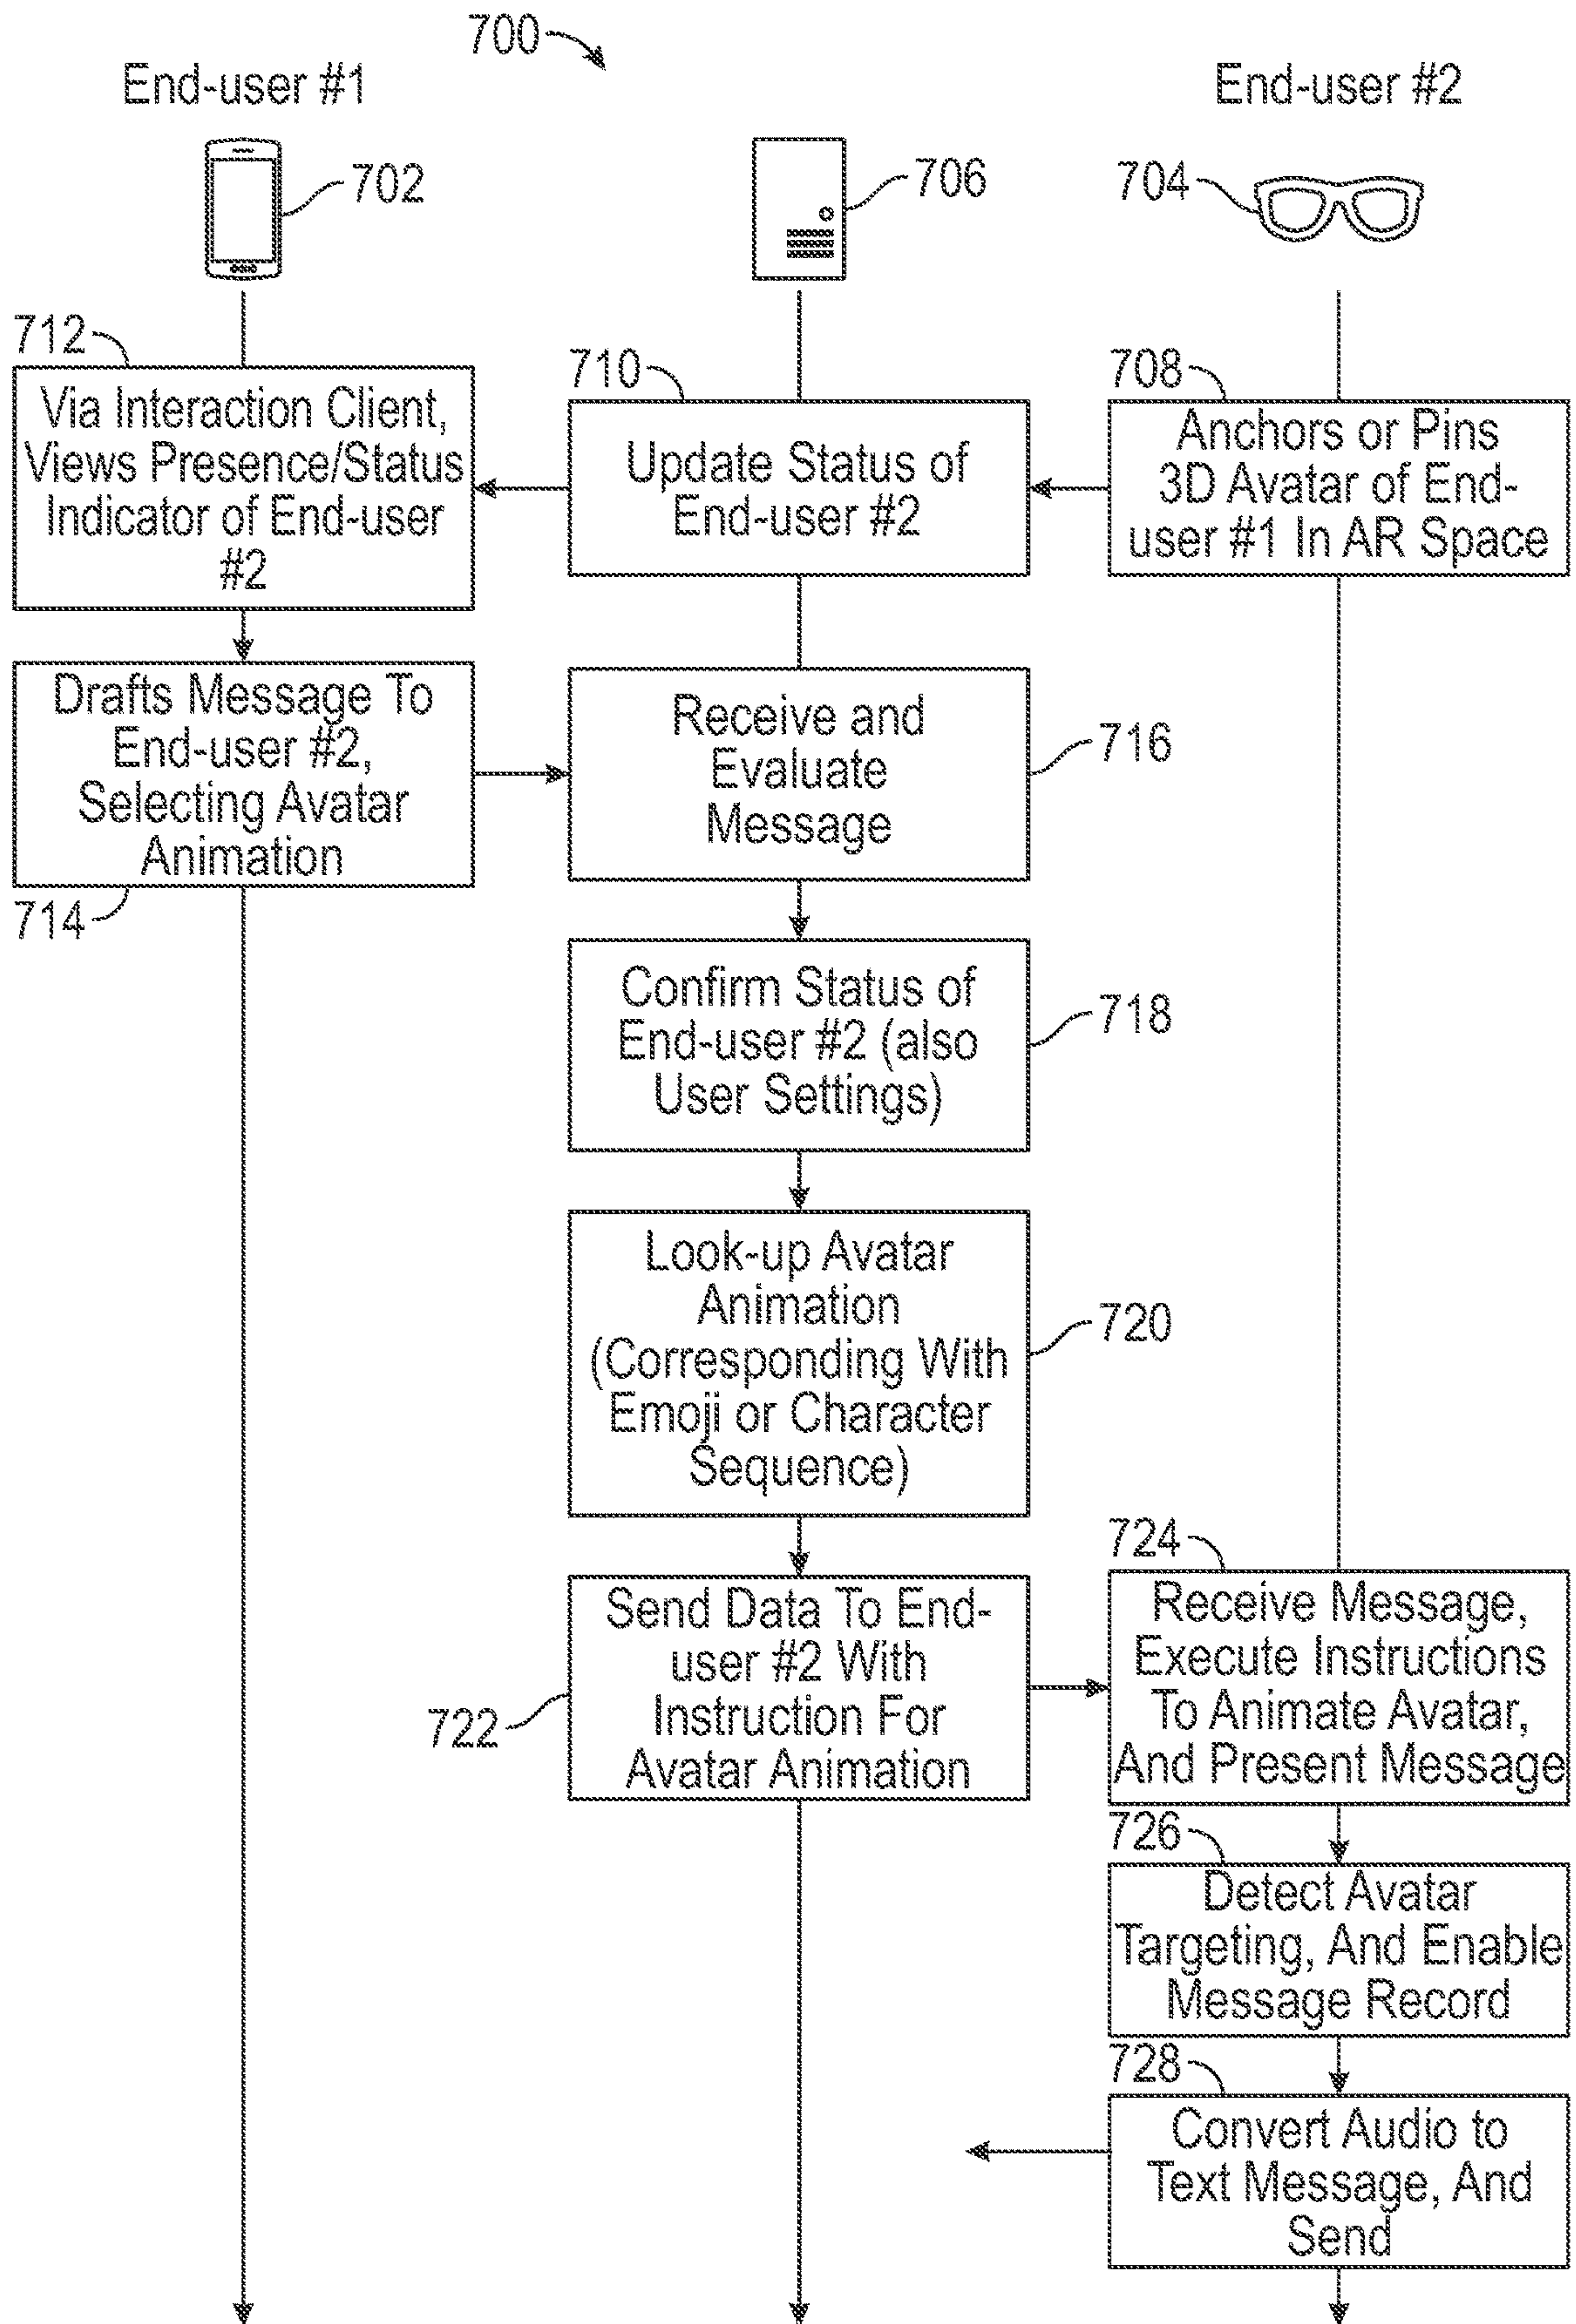 700
End-user #1
End-user #2
702
706
704
712
Via Interaction Client,
Views Presence/Status
Indicator of End-user
#2
710
Update Status of
End-user #2
708
Anchors or Pins
3D Avatar of End-
user #1 In AR Space
Drafts Message To
End-user #2,
Selecting Avatar
Animation
714
Receive and
Evaluate
Message
716
Confirm Status of
End-user #2 (also
User Settings)
718
Look-up Avatar
Animation
(Corresponding With
Emoji or Character
Sequence)
720
Send Data To End-
user #2 With
Instruction For
Avatar Animation
722
724
Receive Message,
Execute Instructions
To Animate Avatar,
And Present Message
726
Detect Avatar
Targeting, And Enable
Message Record
728
Convert Audio to
Text Message, And
Send